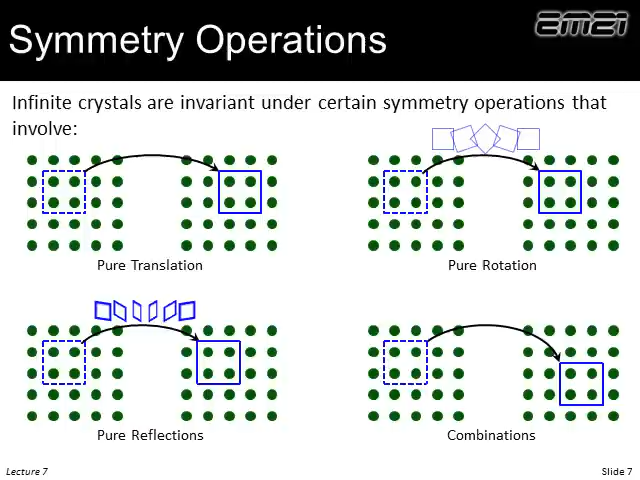 Symmetry Operations
EM21
Infinite crystals are invariant under certain symmetry operations that
involve:
Pure Translation
Pure Rotation
Pure Reflections
Combinations
Lecture 7
Slide 7